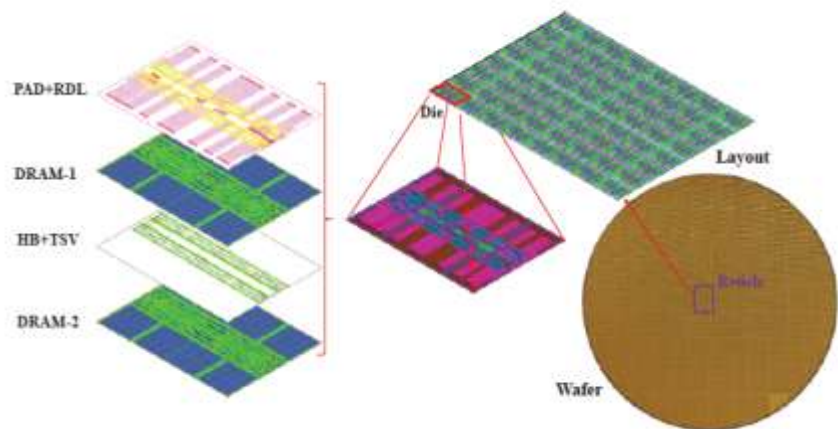 PAD+RDL
DRAM-1
HB+TSV
DRAM-2
Die
Layout
Reticle
Wafer